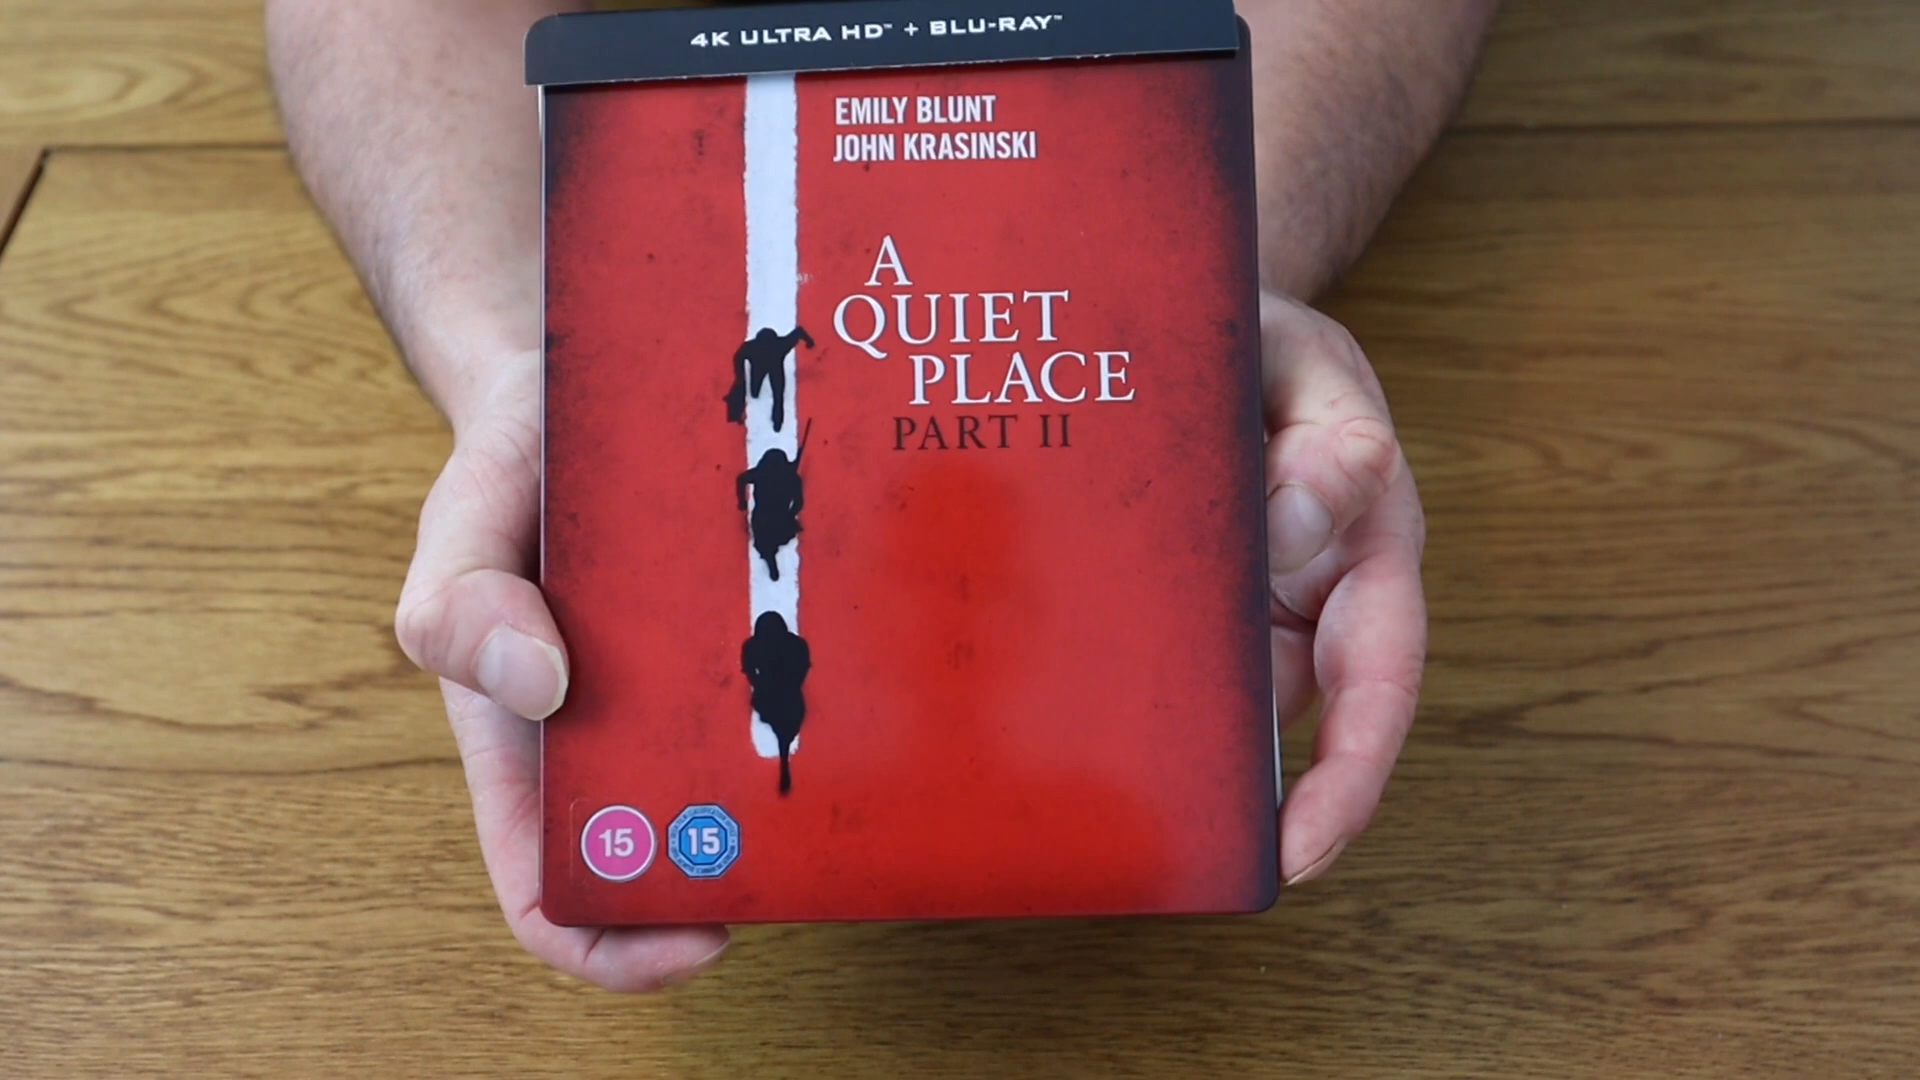 4K ULTRA HD™ + BLU-RAY™
EMILY BLUNT
JOHN KRASINSKI
A
QUIET
PLACE
PART II
15
15